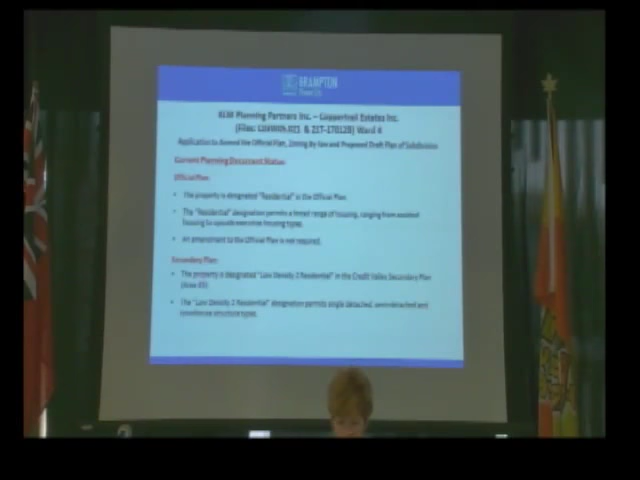 BRAMPTON
KLM Planning Partners Inc. – Copperteil Estates Inc.
& 21T-17012B) Ward 4
Application to Amend the Official Plan, Zoning By-law and Proposed Draft Plan of Subdivision
Current Planning Document Status
Official Plan
• The property is designated "Residential" in the Official Plan.
• The "Residential" designation permits a broad range of housing, ranging from
housing to upscale executive housing types.
• An amendment to the Official Plan is not required.
Secondary Plan
• The property is designated "Low Density 2 Residential" in the Credit Valley Secondary Plan
(Area 45).
• The "Low Density 2 Residential" designation permits single detached, semi-detached and
townhouse structure types.